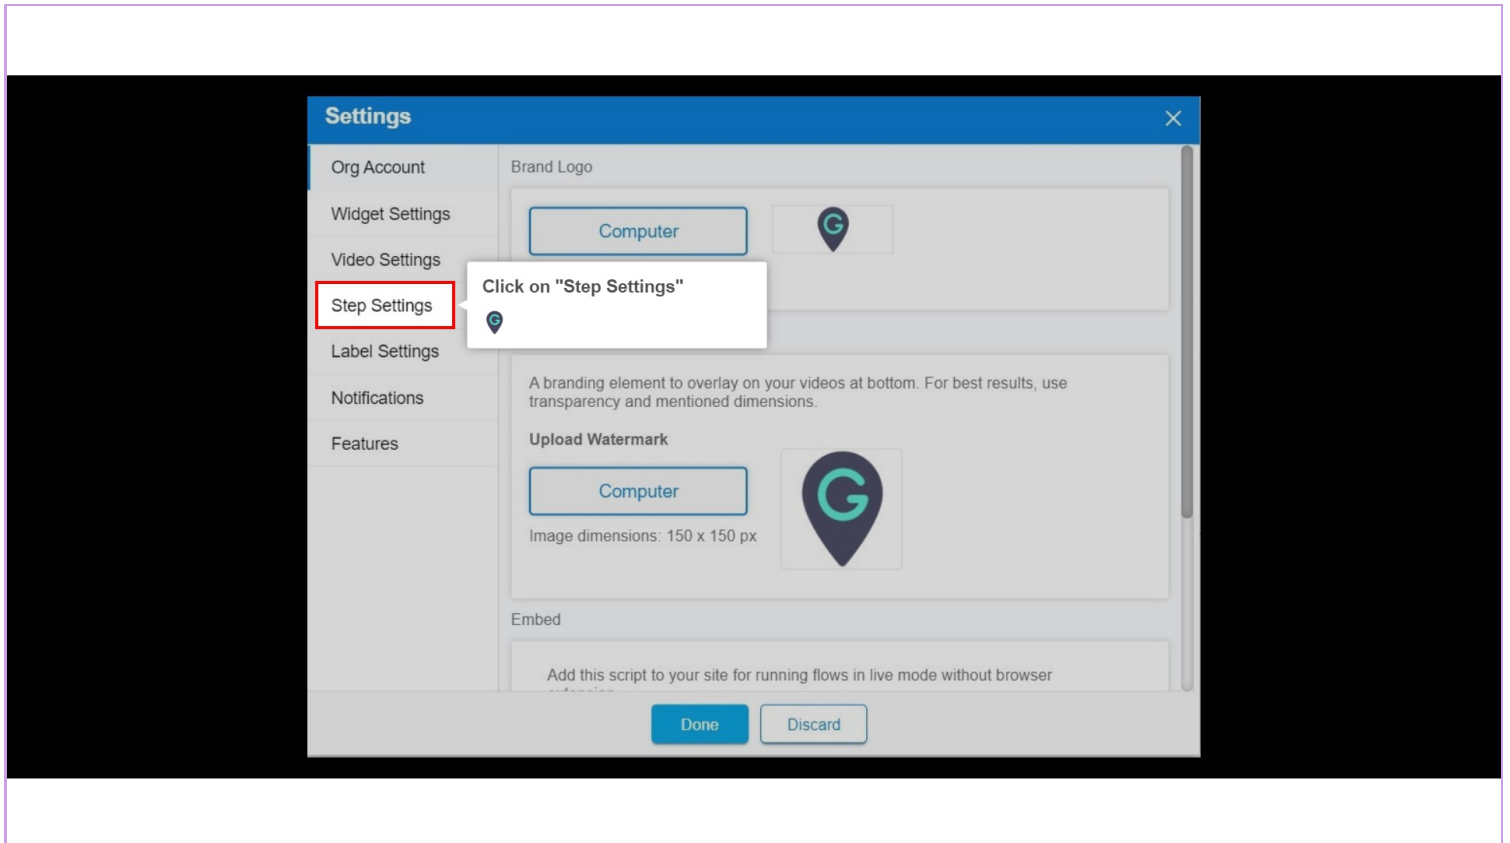 Settings
Org Account
Widget Settings
Video Settings
Step Settings
Label Settings
Notifications
Features
Brand Logo
Computer
G
Click on "Step Settings"
G
A branding element to overlay on your videos at bottom. For best results, use
transparency and mentioned dimensions.
Upload Watermark
Computer
G
Image dimensions: 150 x 150 px
Embed
Add this script to your site for running flows in live mode without browser
Done
Discard